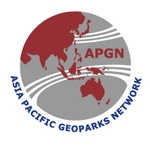 APGN
ASIA PACIFIC GEOPARKS NETWORK